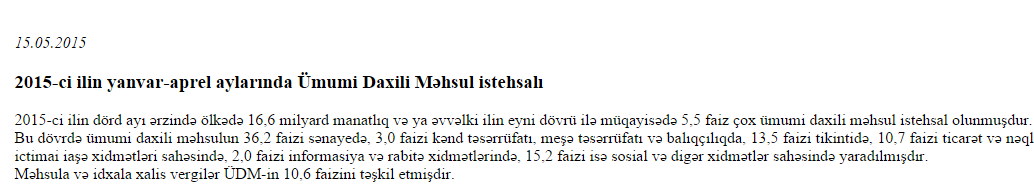 15.05.2015
2015-ci ilin yanvar-aprel aylarında Ümumi Daxili Məhsul istehsalı
2015-ci ilin dörd ayı ərzində ölkədə 16,6 milyard manatlıq və ya əvvəlki ilin eyni dövrü ilə müqayisədə 5,5 faiz çox ümumi daxili məhsul istehsal olunmuşdur.
Bu dövrdə ümumi daxili məhsulun 36,2 faizi sənayedə, 3,0 faizi kənd təsərrüfatı, meşə təsərrüfatı və balıqçılıqda, 13,5 faizi tikintidə, 10,7 faizi ticarət və nəql
ictimai iaşə xidmətləri sahəsində, 2,0 faizi informasiya və rabitə xidmətlərində, 15,2 faizi isə sosial və digər xidmətlər sahəsində yaradılmışdır.
Məhsula və idxala xalis vergilər ÜDM-in 10,6 faizini təşkil etmişdir.